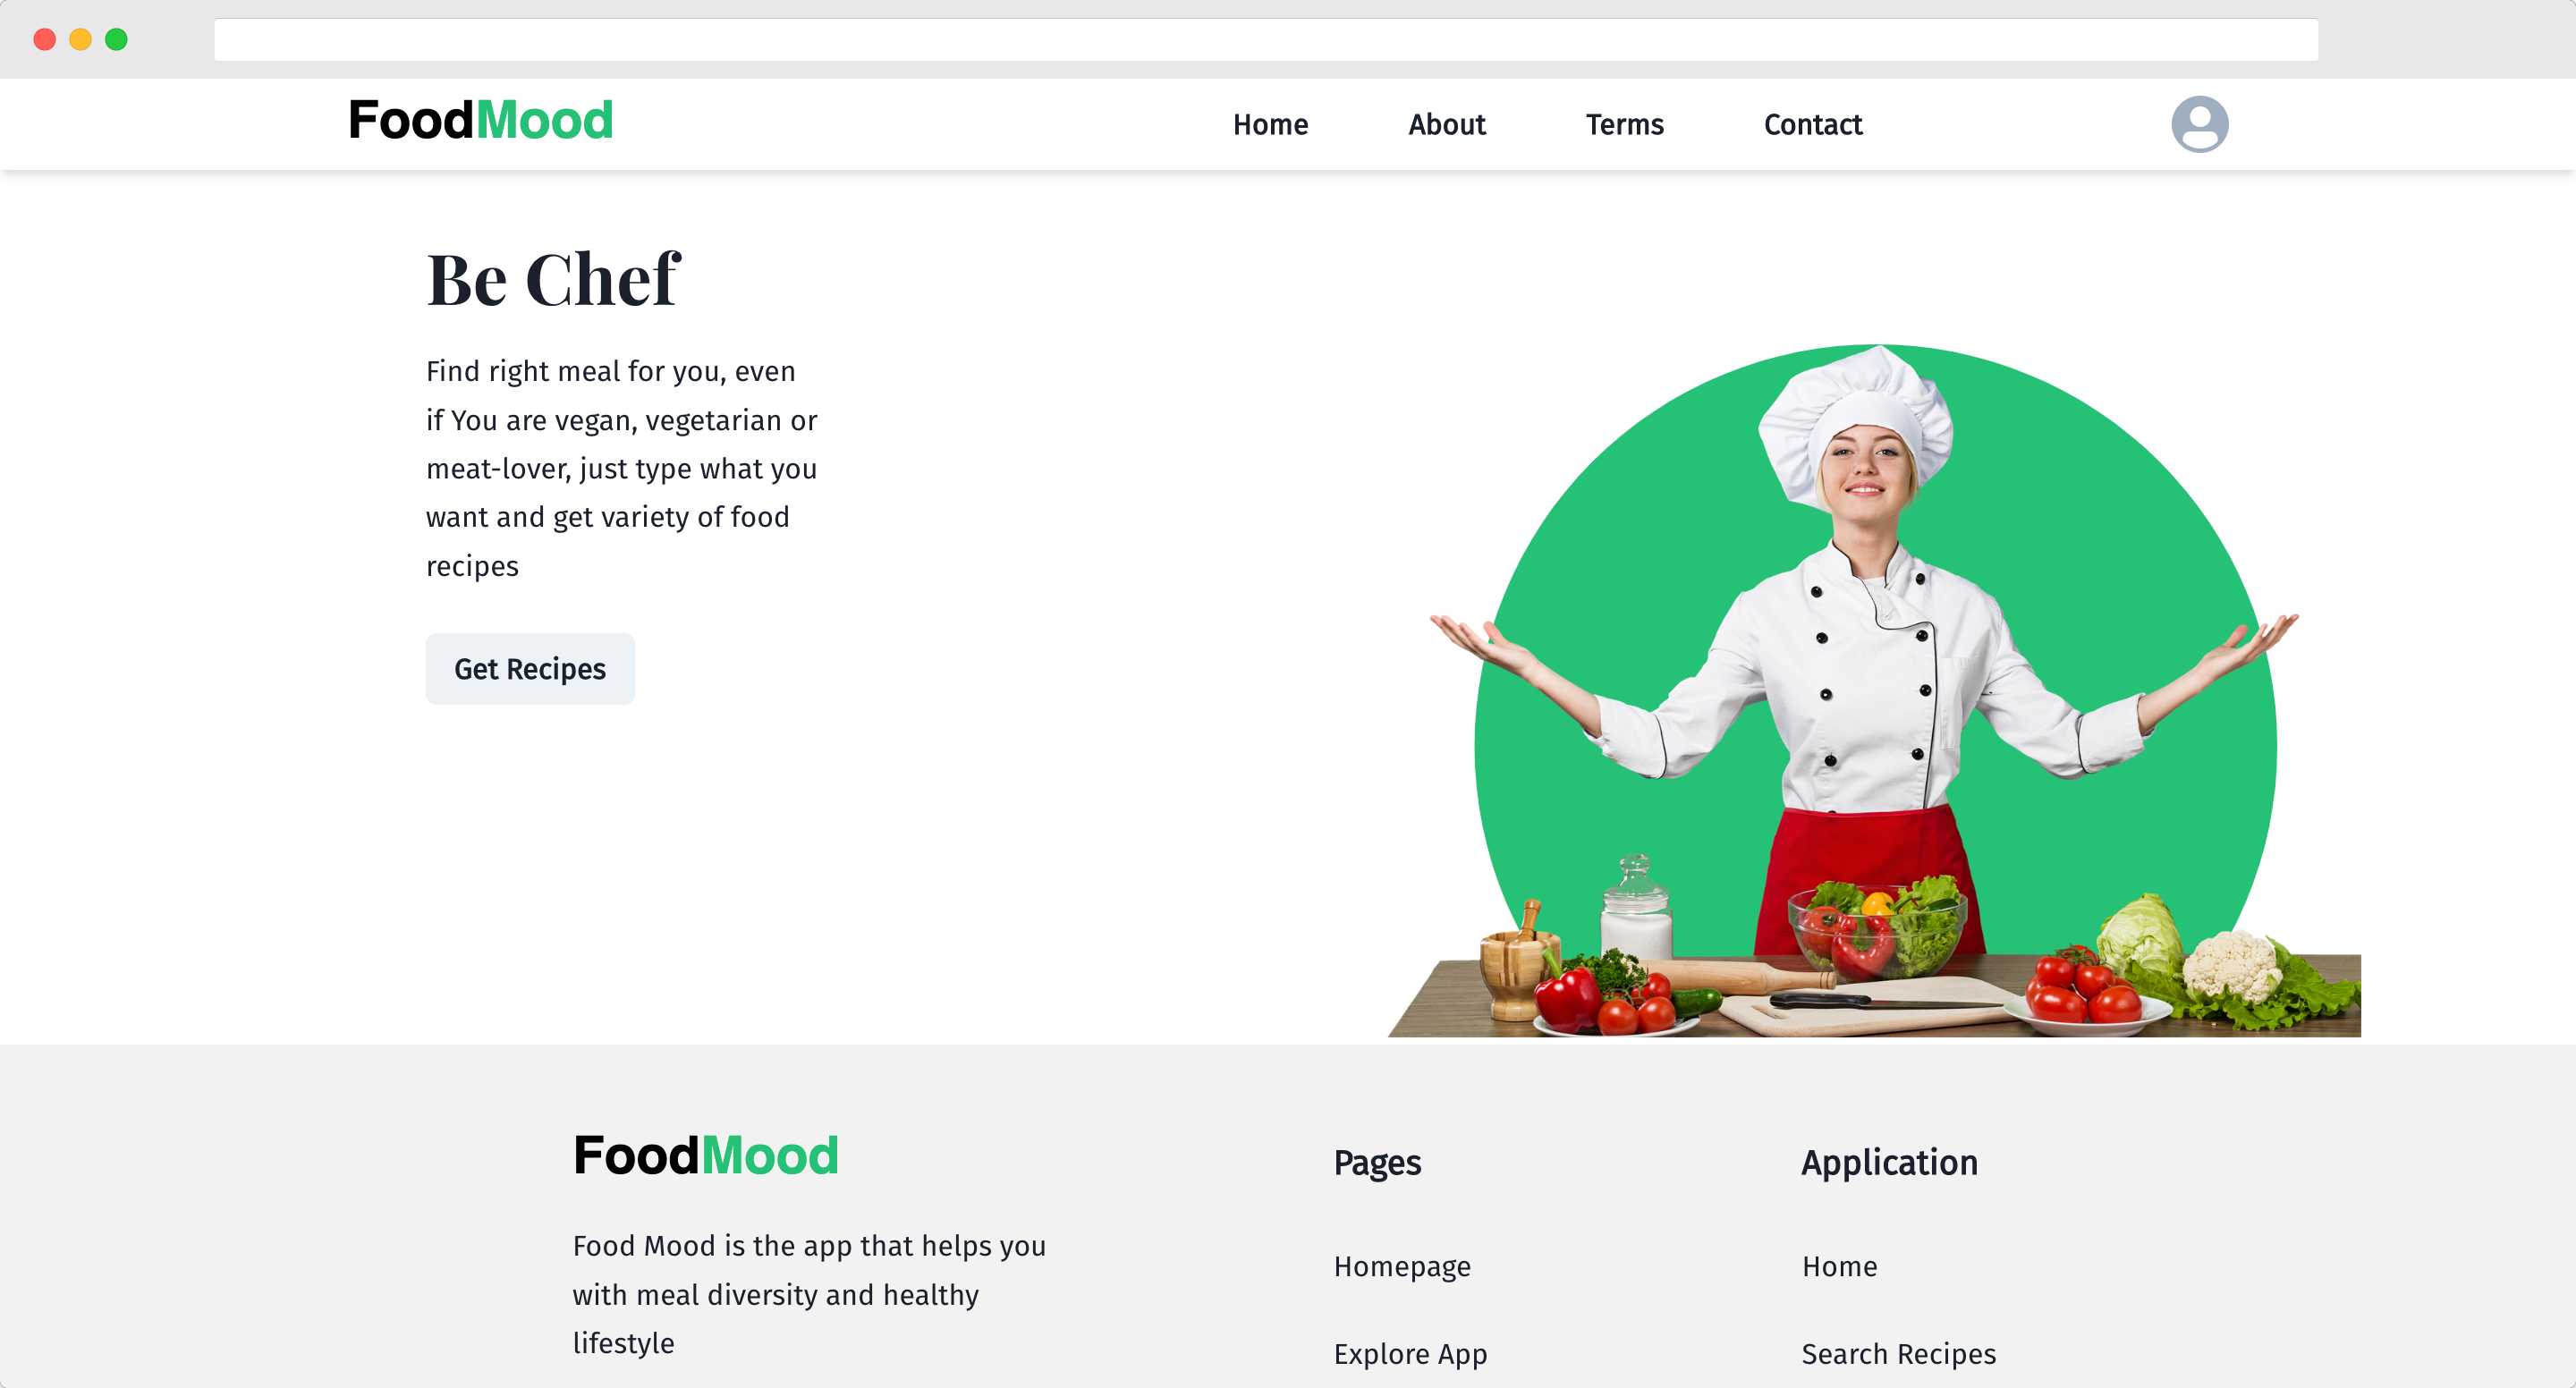 FoodMood
Home About Terms Contact
Be Chef
Find right meal for you, even
if You are vegan, vegetarian or
meat-lover, just type what you
want and get variety of food
recipes
Get Recipes
FoodMood
Food Mood is the app that helps you
with meal diversity and healthy
lifestyle
Pages
Homepage
Explore App
Application
Home
Search Recipes